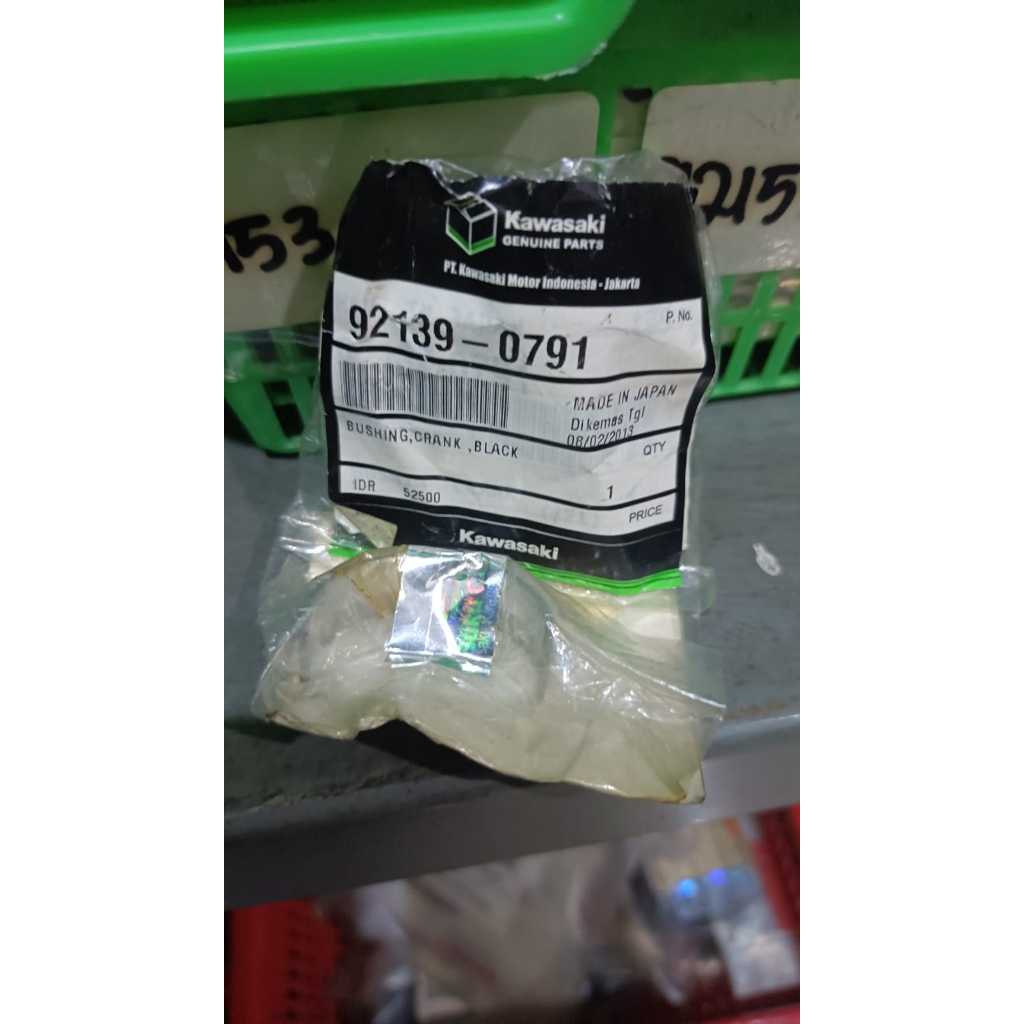 153
7215
Kawasaki
GENUINE PARTS
PT. Kawasaki Motor Indonesia - Jakarta
P. No.
92139-0791
MADE IN JAPAN
Dikemas Tgl
08/02/2013
BUSHING,CRANK ,BLACK
QTY
1
IDR 52500
PRICE
Kawasaki